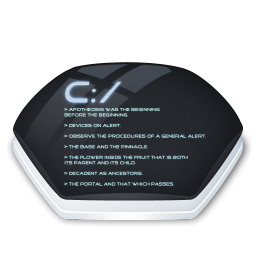 C:/
> APOTHEOSIS WAS THE BEGINNING
BEFORE THE BEGINNING.
> DEVICES ON ALERT.
> OBSERVE THE PROCEDURES OF A GENERAL ALERT.
> THE BASE AND THE PINNACLE.
> THE FLOWER INSIDE THE FRUIT THAT IS BOTH
ITS PARENT AND ITS CHILD.
> DECADENT AS ANCESTORS.
> THE PORTAL AND THAT WHICH PASSES.